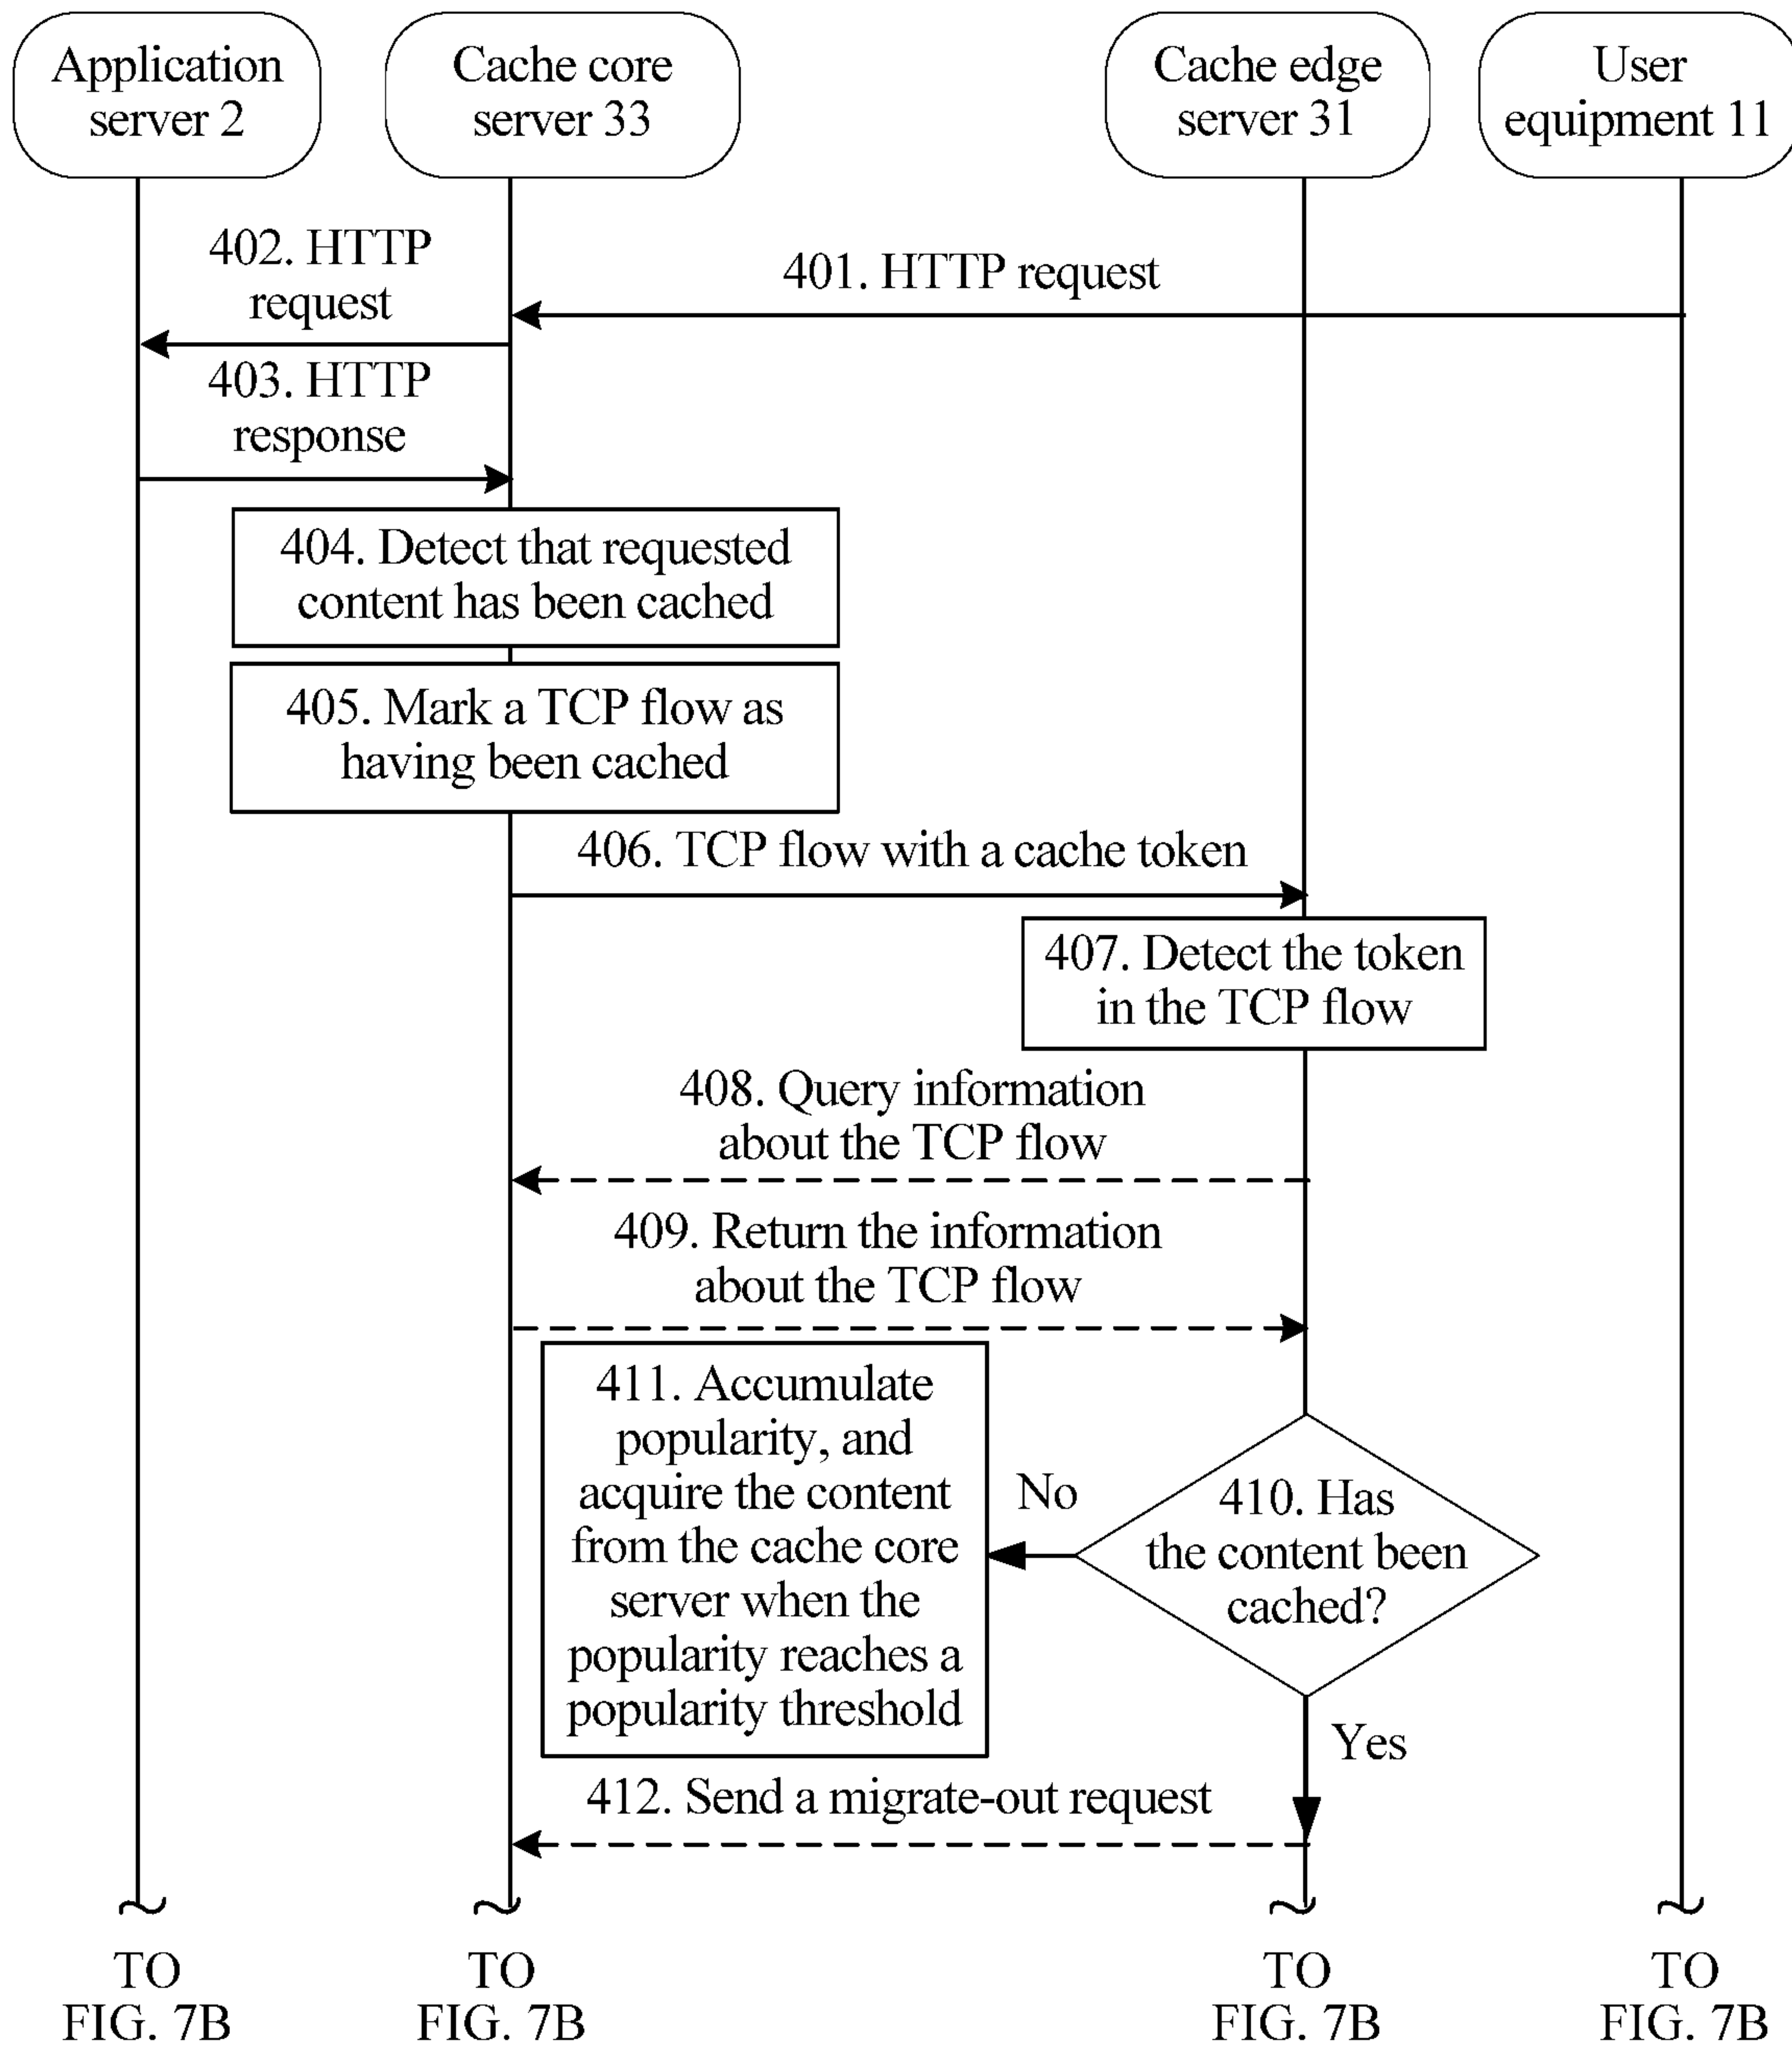 Application
server 2
Cache core
server 33
Cache edge
server 31
User
equipment 11
401. HTTP request
402. HTTP
request
403. HTTP
response
404. Detect that requested
content has been cached
405. Mark a TCP flow as
having been cached
406. TCP flow with a cache token
407. Detect the token
in the TCP flow
408. Query information
about the TCP flow
409. Return the information
about the TCP flow
410. Has
the content been
cached?
No
411. Accumulate
popularity, and
acquire the content
from the cache core
server when the
popularity reaches a
popularity threshold
Yes
412. Send a migrate-out request
TO
FIG. 7B
TO
FIG. 7B
TO
FIG. 7B
TO
FIG. 7B